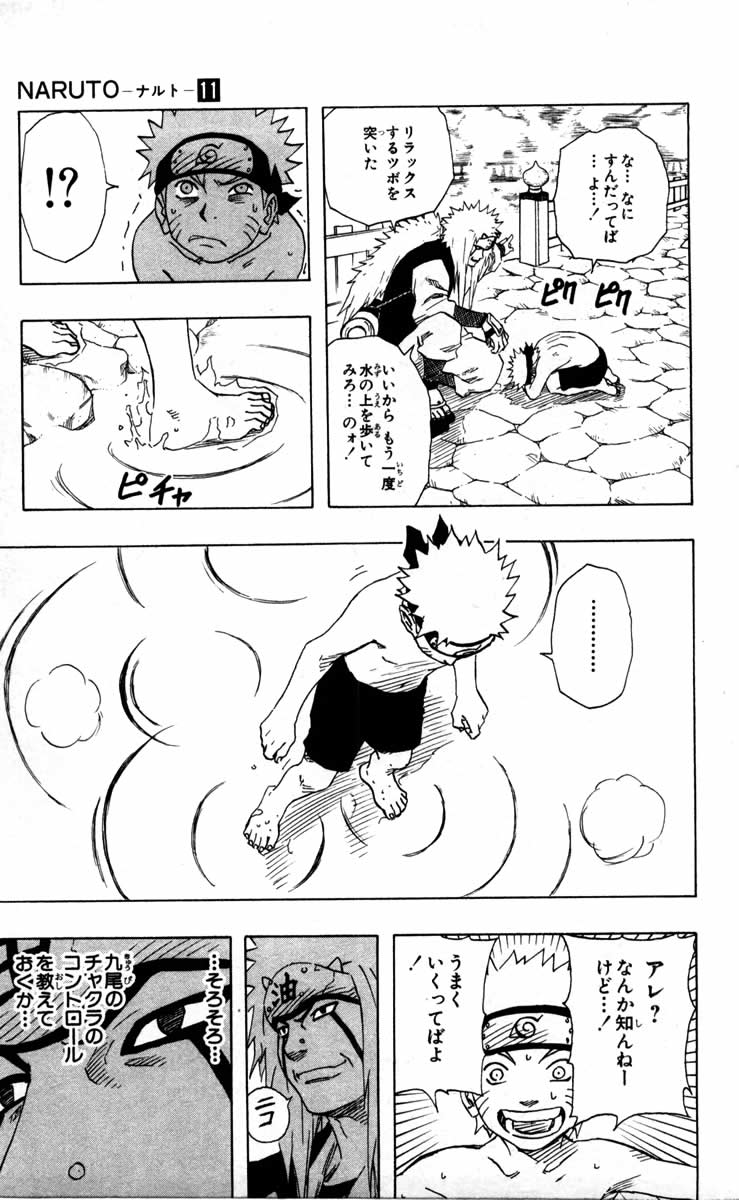 NARUTO—ナルト—11
な…なに
すんだってば
…よ…!
リラックス
するツボを
突いた
ピク ピク
いいから もう一度
水の上を歩いて
みろ…のォ!
!?
ピチャ
…………
アレ?
なんか知んねー
けど…!
うまく
いくってばよ
油
ニコ
…そろそろ…
九尾の
チャクラの
コントロール
を教えて
おくか…